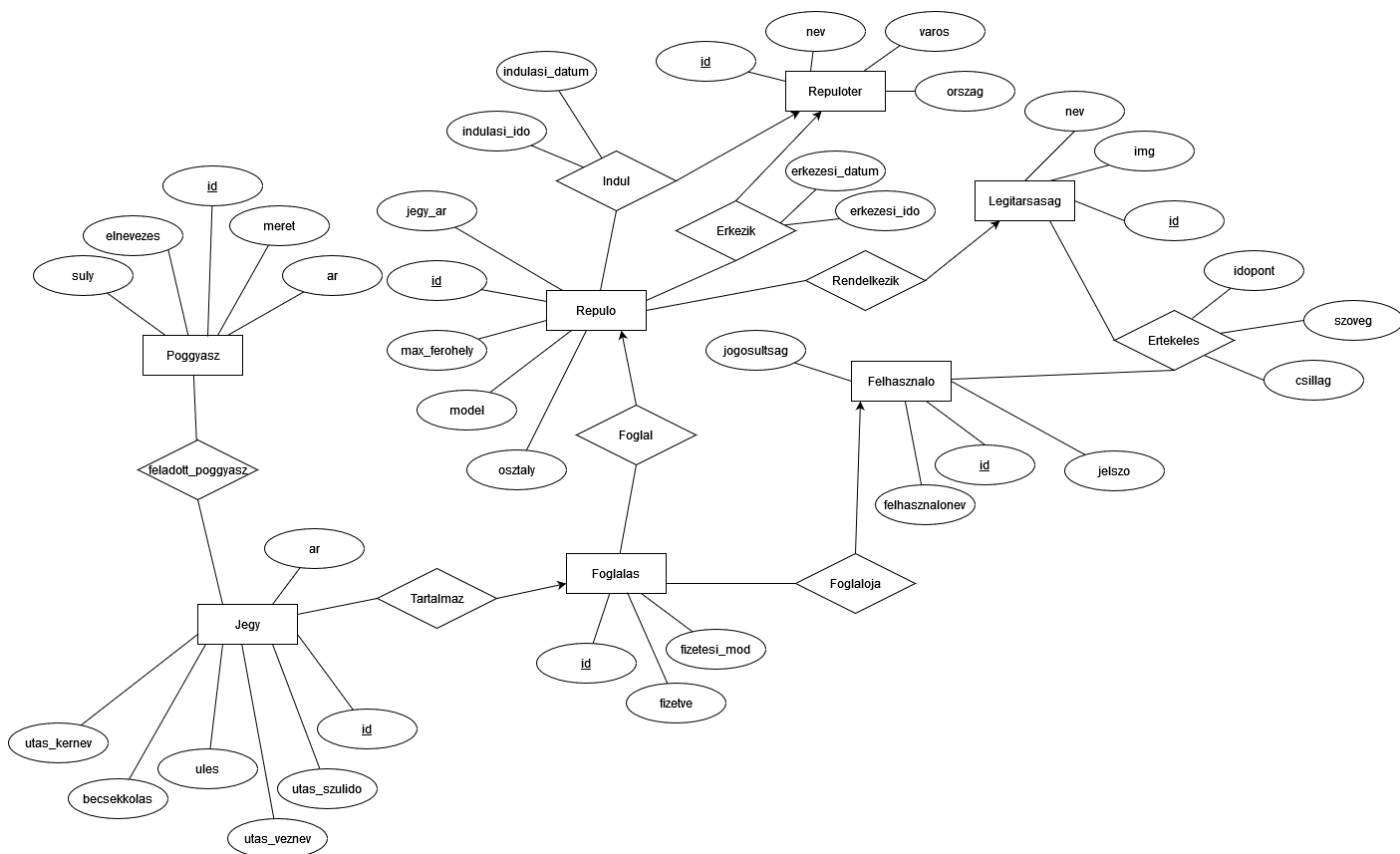 nev
varos
id
Repuloter
orszag
indulasi_datum
indulasi_ido
Indul
nev
img
Legitarsasag
id
erkezesi_datum
erkezesi_ido
Erkezik
id
elnevezes
meret
suly
ar
Poggyasz
jegy_ar
id
Repulo
max_ferohely
model
osztaly
Rendelkezik
idopont
szoveg
Ertekeles
csillag
jogosultsag
Felhasznalo
id
jelszo
felhasznalonev
Foglal
feladott_poggyasz
ar
Jegy
Tartalmaz
Foglalas
Foglaloja
id
fizetesi_mod
fizetve
utas_kernev
becsekkolas
ules
utas_veznev
utas_szulido
id